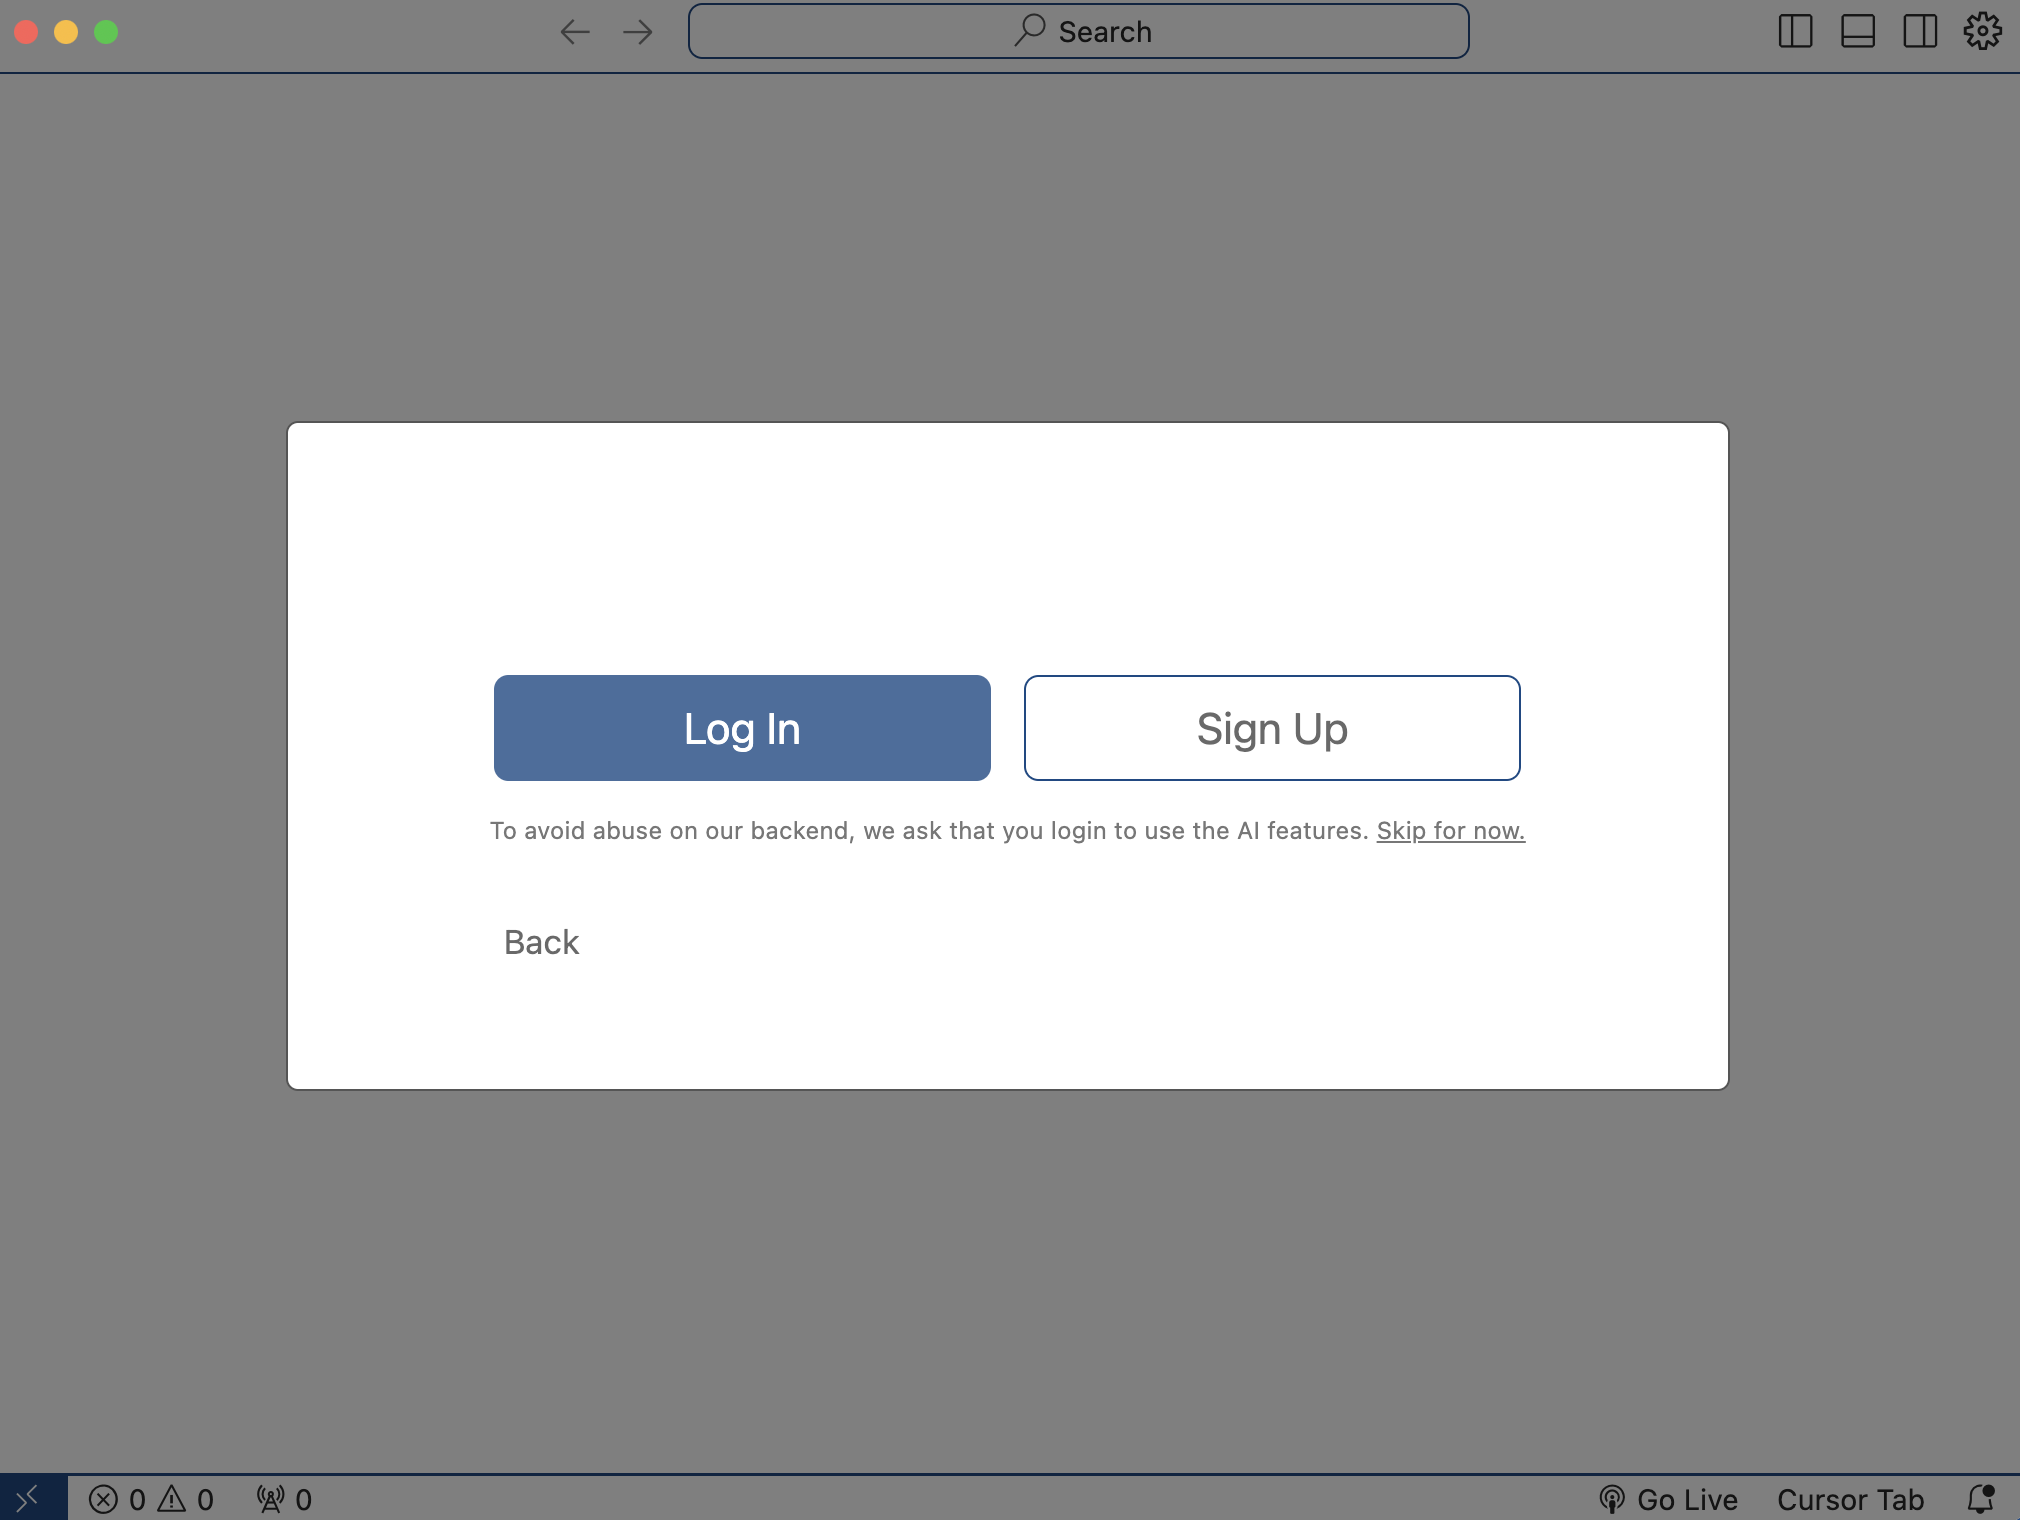 Search
Log In
Sign Up
To avoid abuse on our backend, we ask that you login to use the AI features. Skip for now.
Back
0 0 0
Go Live
Cursor Tab